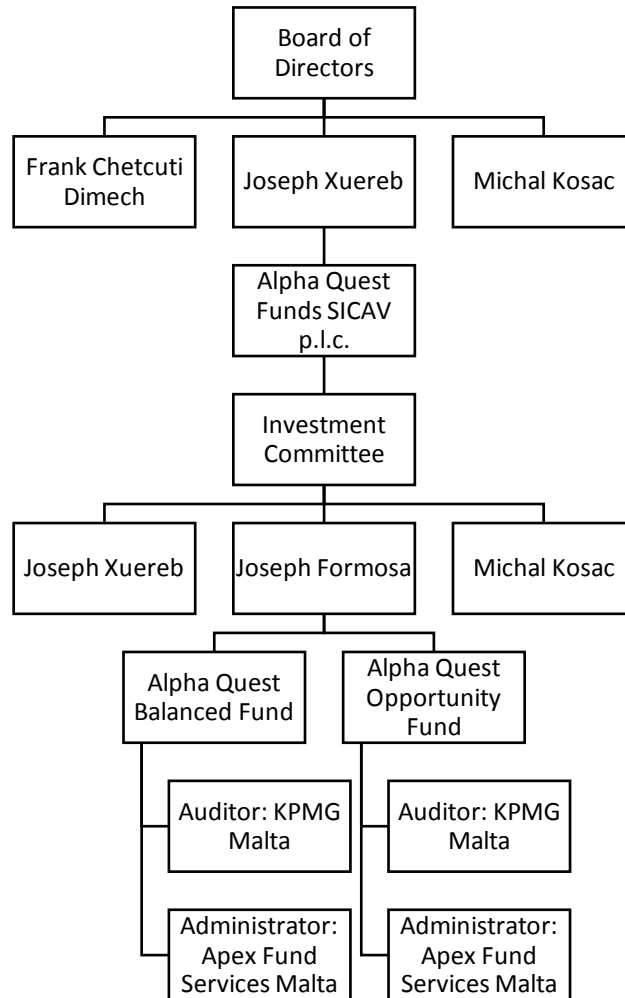 Board of
Directors
Frank Chetcuti
Dimech
Joseph Xuereb
Michal Kosac
Alpha Quest
Funds SICAV
p.l.c.
Investment
Committee
Joseph Xuereb
Joseph Formosa
Michal Kosac
Alpha Quest
Balanced Fund
Alpha Quest
Opportunity
Fund
Auditor: KPMG
Malta
Auditor: KPMG
Malta
Administrator:
Apex Fund
Services Malta
Administrator:
Apex Fund
Services Malta